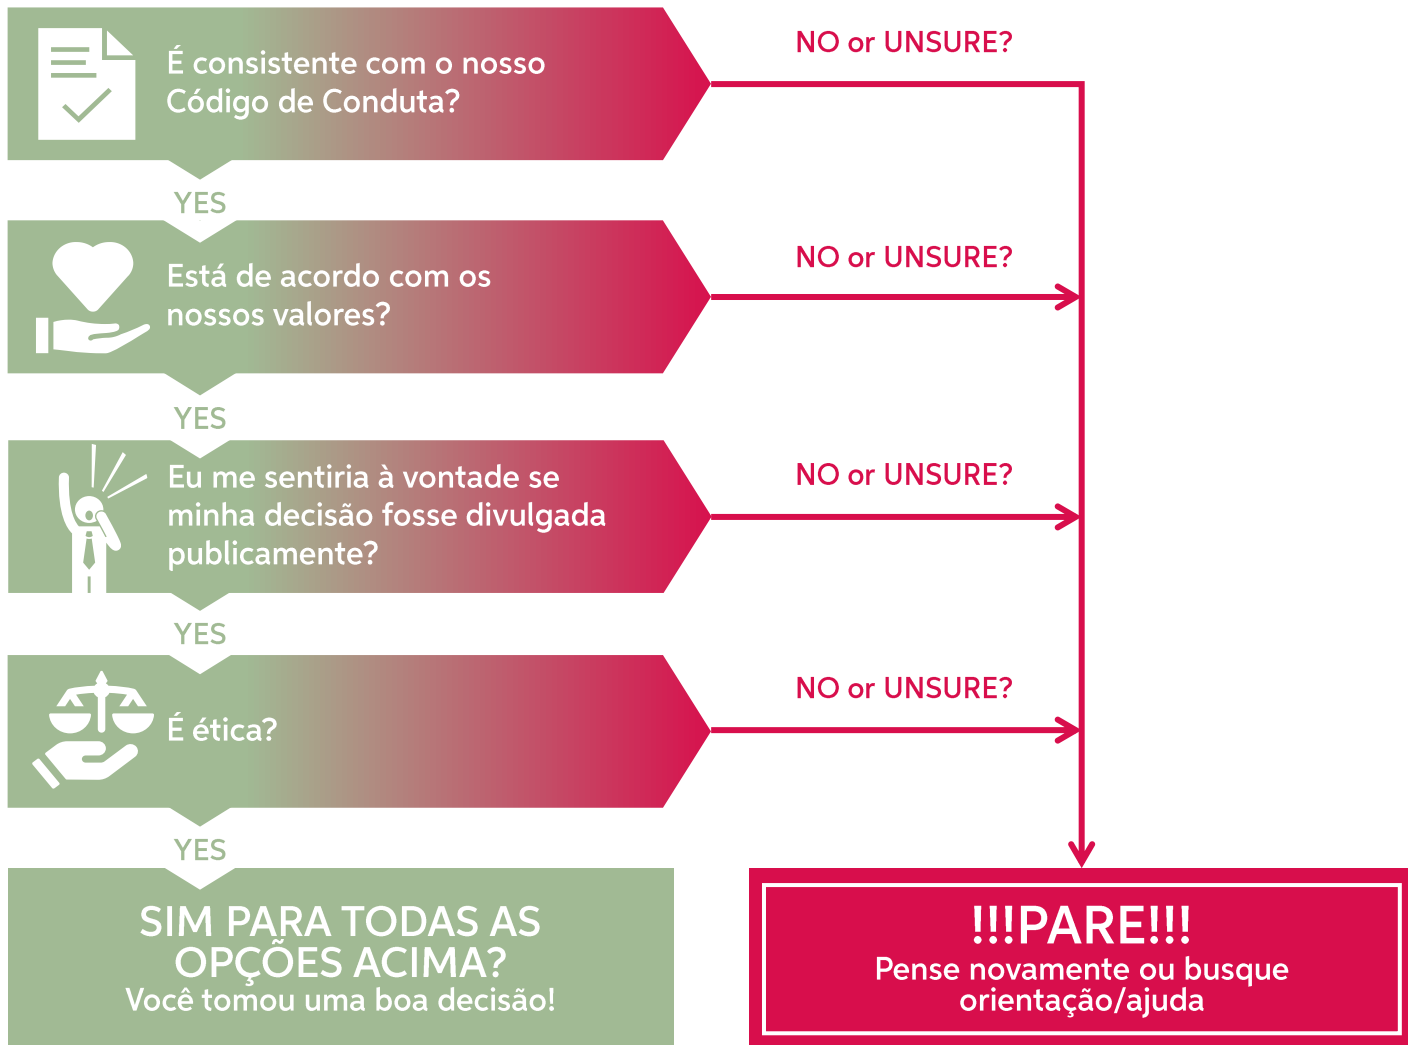 É consistente com o nosso
Código de Conduta?
NO or UNSURE?
YES
Está de acordo com os
nossos valores?
NO or UNSURE?
YES
Eu me sentiria à vontade se
minha decisão fosse divulgada
publicamente?
NO or UNSURE?
YES
É ética?
NO or UNSURE?
YES
SIM PARA TODAS AS
OPÇÕES ACIMA?
Você tomou uma boa decisão!
!!!PARE!!!
Pense novamente ou busque
orientação/ajuda